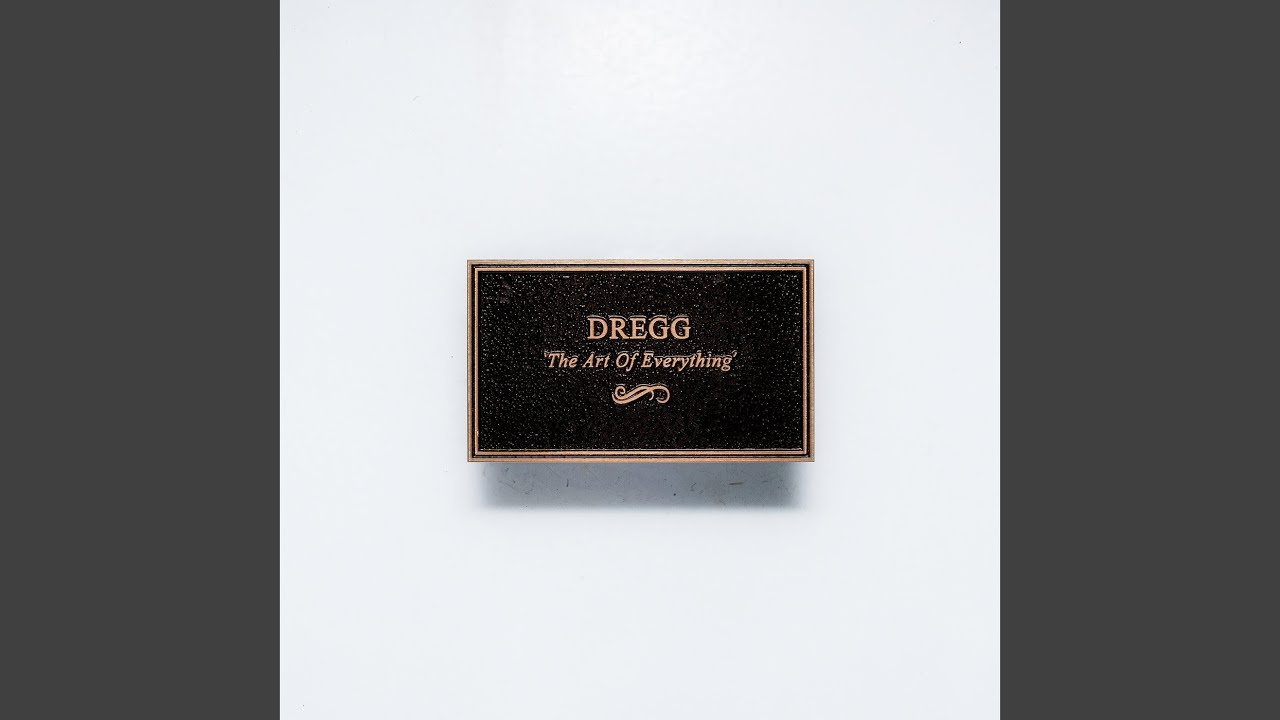 DREGG
'The Art Of Everything'